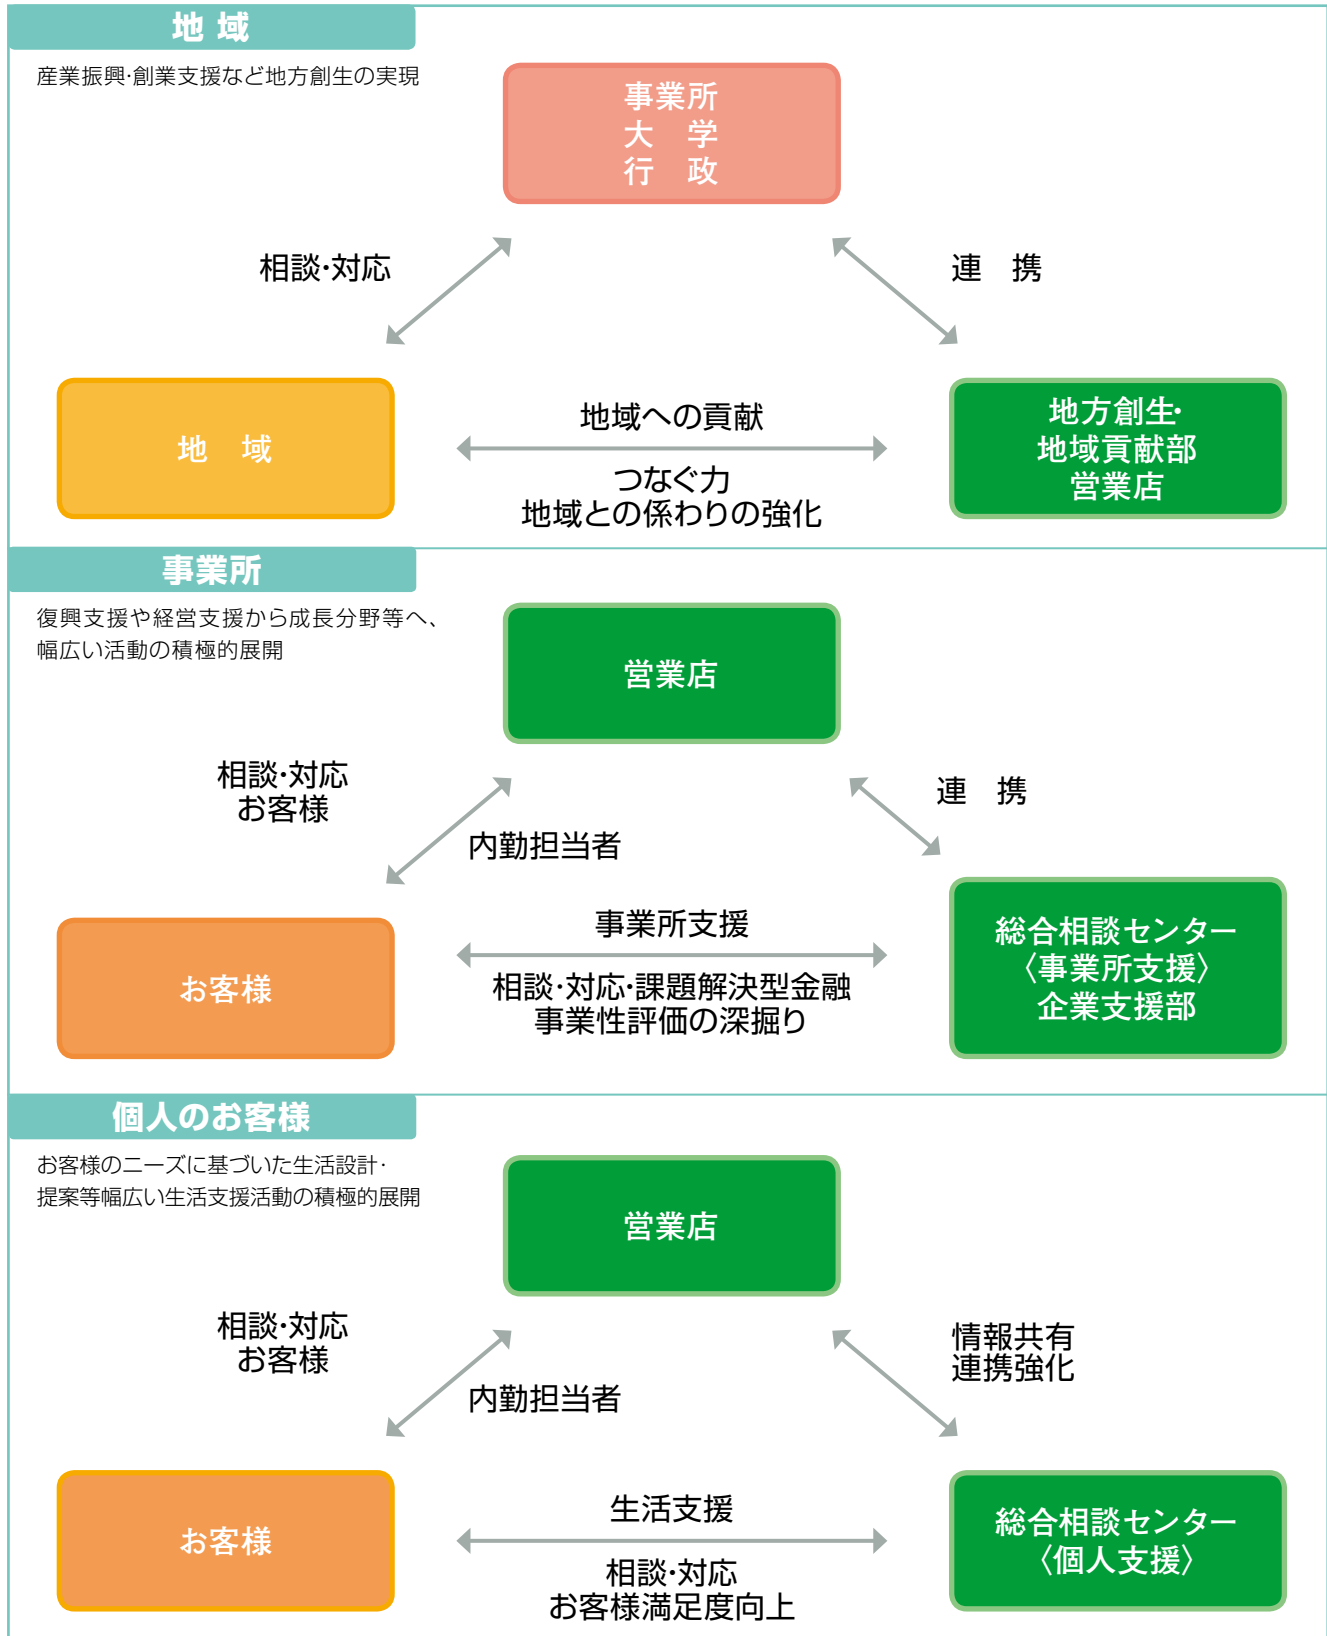 地 域
産業振興・創業支援など地方創生の実現
事業所
大　学
行　政
相談・対応
連　携
地　域
地域への貢献
つなぐ力
地域との係わりの強化
地方創生・
地域貢献部
営業店
事業所
復興支援や経営支援から成長分野等へ、
幅広い活動の積極的展開
営業店
相談・対応
お客様
内勤担当者
連　携
お客様
事業所支援
相談・対応・課題解決型金融
事業性評価の深掘り
総合相談センター
〈事業所支援〉
企業支援部
個人のお客様
お客様のニーズに基づいた生活設計・
提案等幅広い生活支援活動の積極的展開
営業店
相談・対応
お客様
内勤担当者
情報共有
連携強化
お客様
生活支援
相談・対応
お客様満足度向上
総合相談センター
〈個人支援〉